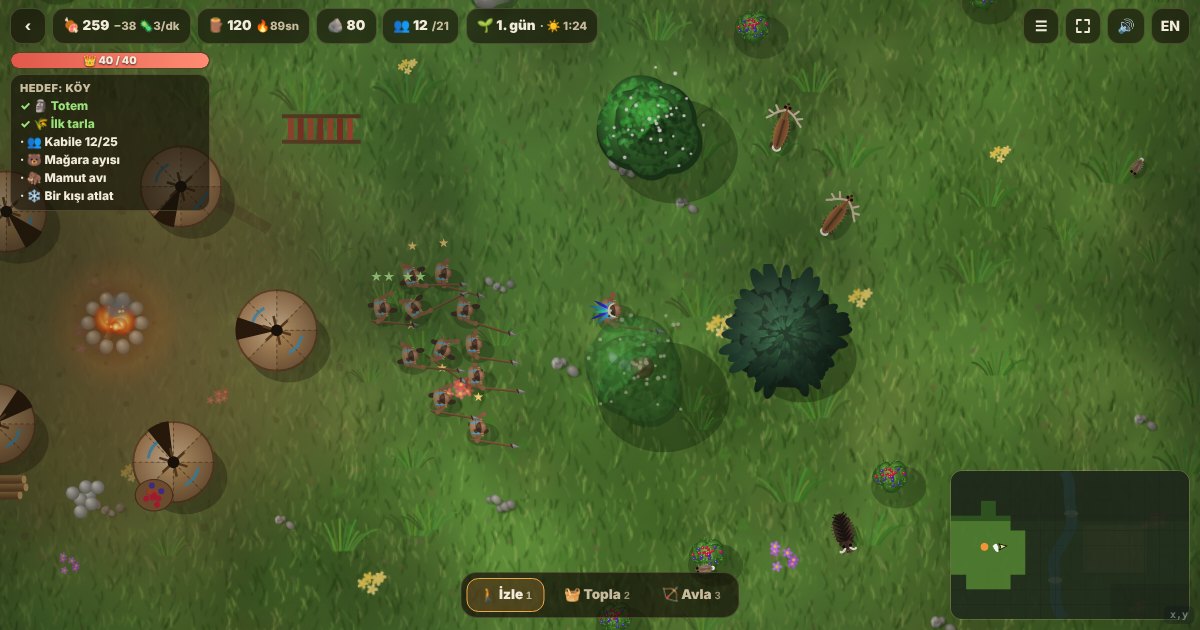 259 −38 3/dk
120 89sn
80
12 /21
1. gün · 1:24
EN
40 / 40
HEDEF: KÖY
✓ Totem
✓ İlk tarla
· Kabile 12/25
· Mağara ayısı
· Mamut avı
· Bir kışı atlat
İzle 1
Topla 2
Avla 3
x,y